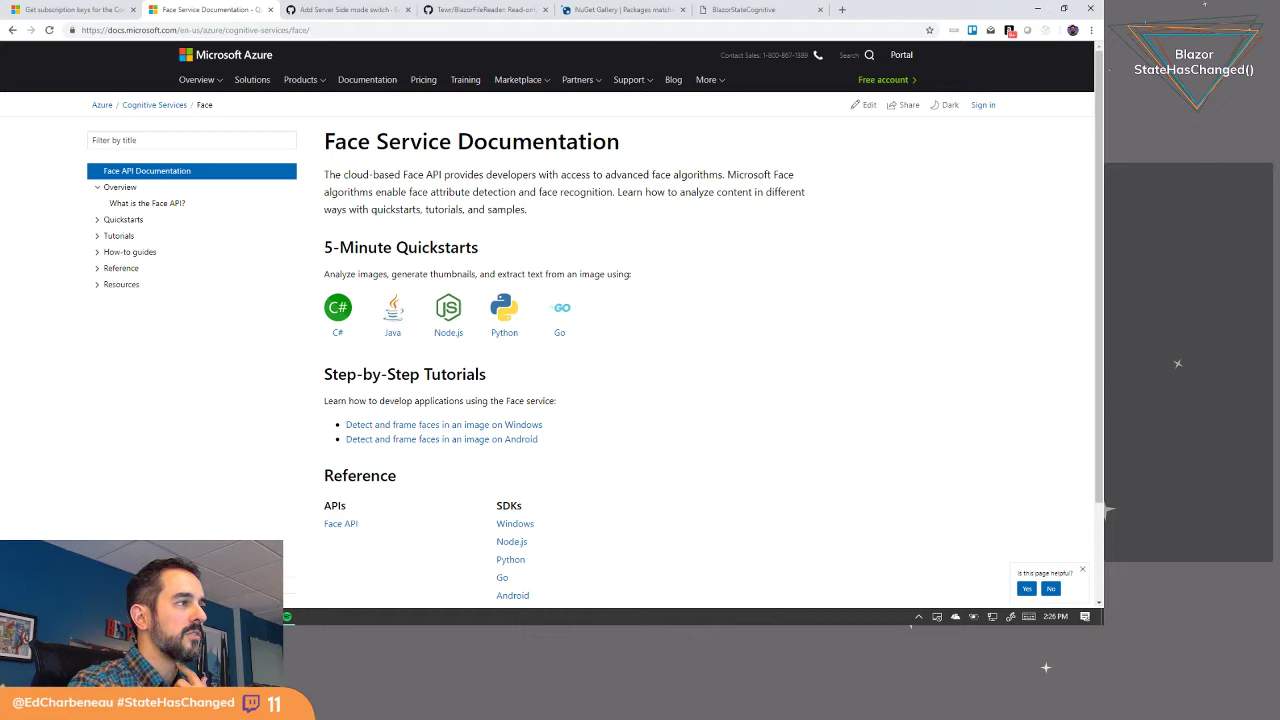 Get subscription keys for the Co
Face Service Documentation - Q
Add Server Side mode switch - S
Tewr/BlazorFileReader: Read-onl
NuGet Gallery | Packages match
BlazorStateCognitive
https://docs.microsoft.com/en-us/azure/cognitive-services/face/
Blazor
StateHasChanged()
Microsoft Azure
Contact Sales: 1-800-867-1389
Search
Portal
Overview
Solutions
Products
Documentation
Pricing
Training
Marketplace
Partners
Support
Blog
More
Free account
Azure / Cognitive Services / Face
Edit
Share
Dark
Sign in
Filter by title
Face API Documentation
Overview
What is the Face API?
Quickstarts
Tutorials
How-to guides
Reference
Resources
Face Service Documentation
The cloud-based Face API provides developers with access to advanced face algorithms. Microsoft Face
algorithms enable face attribute detection and face recognition. Learn how to analyze content in different
ways with quickstarts, tutorials, and samples.
5-Minute Quickstarts
Analyze images, generate thumbnails, and extract text from an image using:
C#
JS
GO
C#
Java
Node.js
Python
Go
Step-by-Step Tutorials
Learn how to develop applications using the Face service:
Detect and frame faces in an image on Windows
Detect and frame faces in an image on Android
Reference
APIs
Face API
SDKs
Windows
Node.js
Python
Go
Android
Is this page helpful?
Yes
No
2:26 PM
@EdCharbeneau #StateHasChanged 11